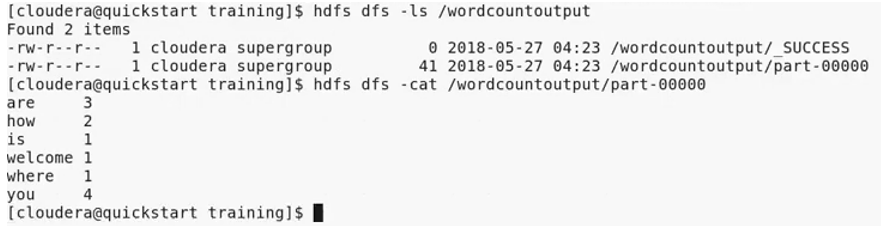 [cloudera@quickstart training]$ hdfs dfs -ls /wordcountoutput
Found 2 items
-rw-r--r--   1 cloudera supergroup          0 2018-05-27 04:23 /wordcountoutput/_SUCCESS
-rw-r--r--   1 cloudera supergroup         41 2018-05-27 04:23 /wordcountoutput/part-00000
[cloudera@quickstart training]$ hdfs dfs -cat /wordcountoutput/part-00000
are     3
how     2
is      1
welcome 1
where   1
you     4
[cloudera@quickstart training]$